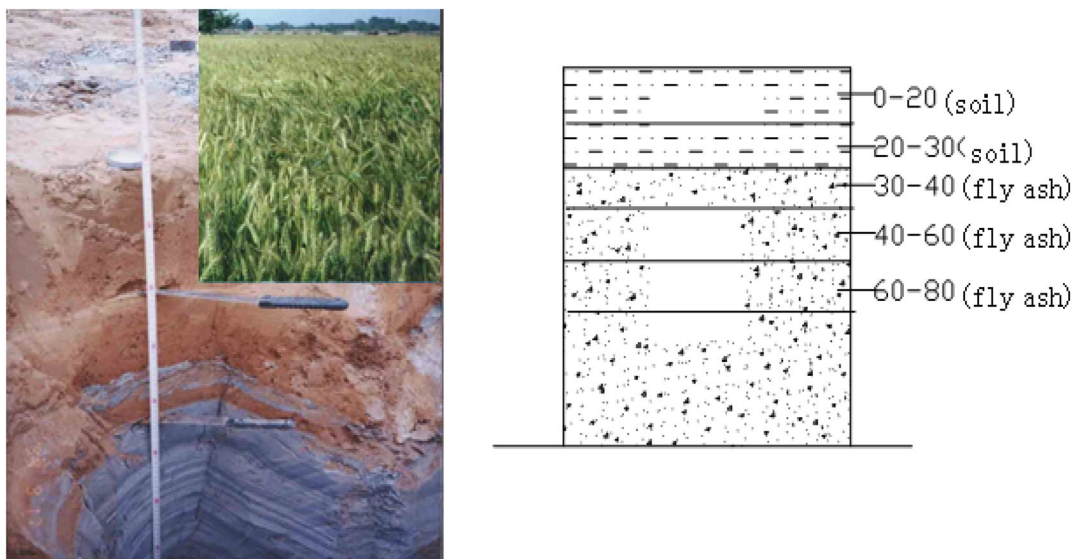 0-20 (soil)
20-30(soil)
30-40 (fly ash)
40-60 (fly ash)
60-80 (fly ash)